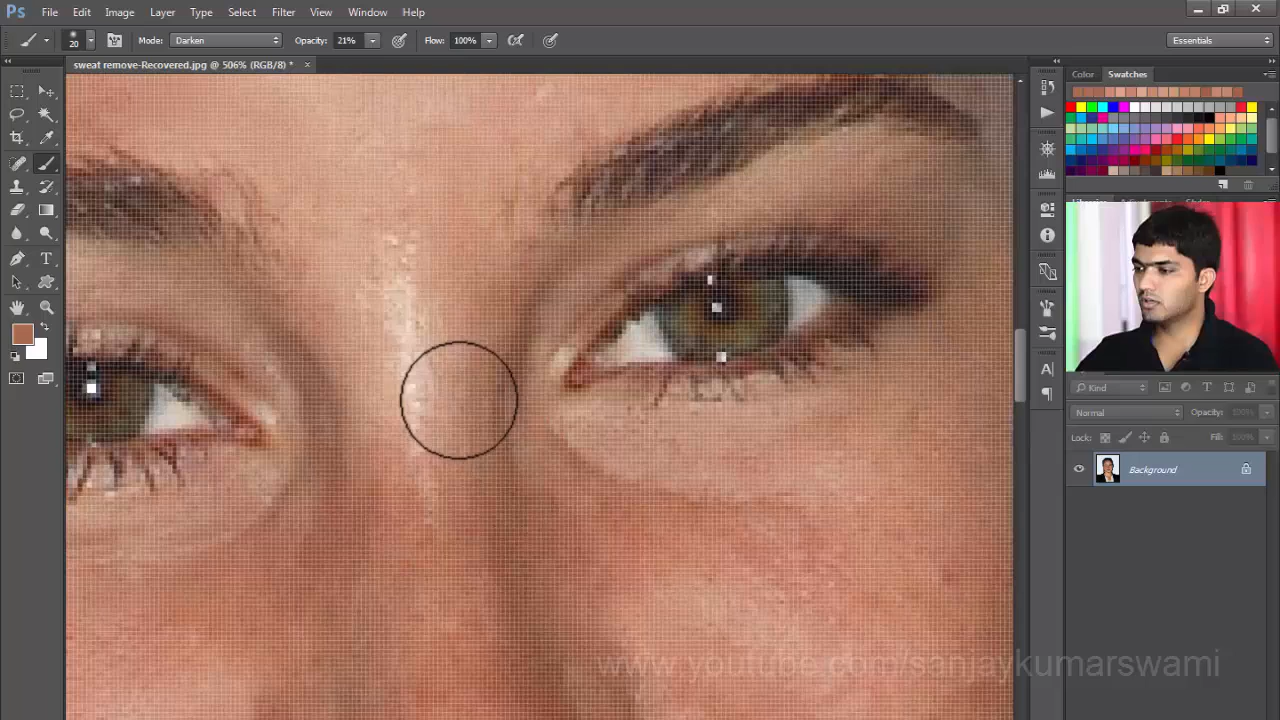 Ps File Edit Image Layer Type Select Filter View Window Help
20 Mode: Darken Opacity: 21% Flow: 100% Essentials
sweat remove-Recovered.jpg @ 506% (RGB/8) * ×
Color Swatches
Kind
Normal Opacity: 100%
Lock: Fill: 100%
Background
www.youtube.com/sanjaykumarswami